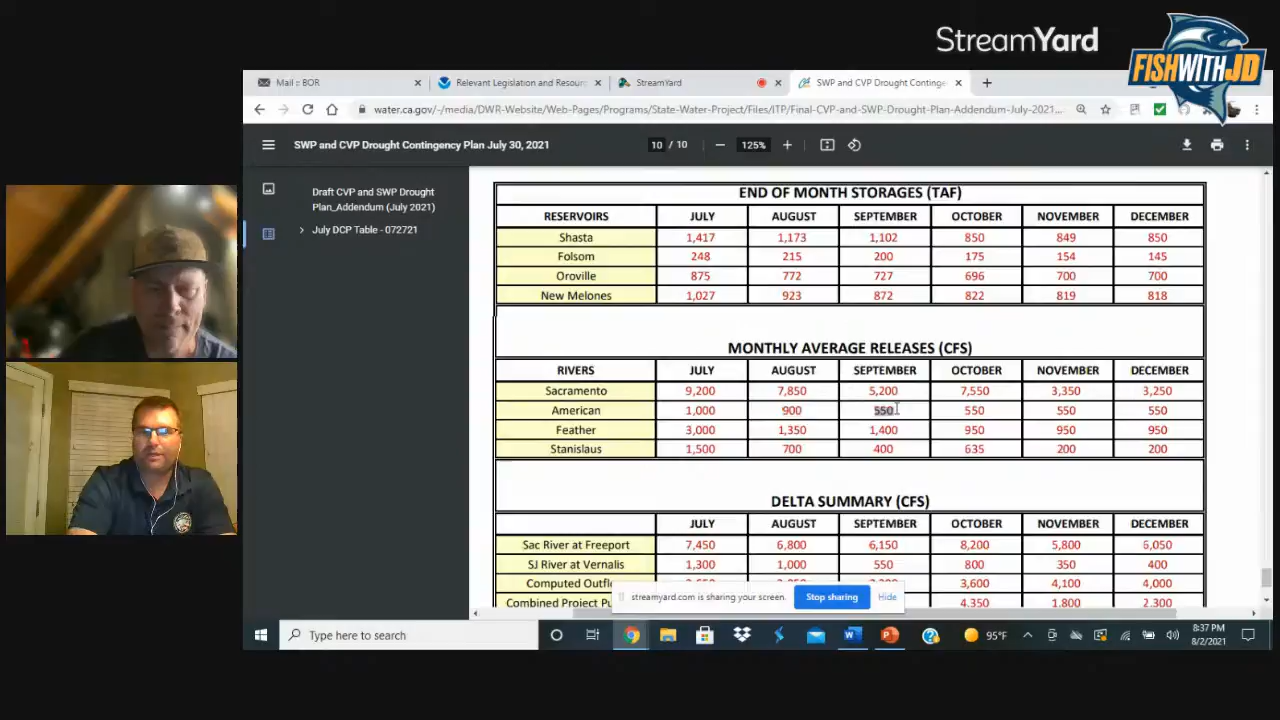 StreamYard
FISHWITHJD
Mail :: BOR
Relevant Legislation and Resour
StreamYard
SWP and CVP Drought Continge
water.ca.gov/-/media/DWR-Website/Web-Pages/Programs/State-Water-Project/Files/ITP/Final-CVP-and-SWP-Drought-Plan-Addendum-July-2021...
SWP and CVP Drought Contingency Plan July 30, 2021
10 / 10
125%
Draft CVP and SWP Drought
Plan_Addendum (July 2021)
July DCP Table - 072721
END OF MONTH STORAGES (TAF)
RESERVOIRS JULY AUGUST SEPTEMBER OCTOBER NOVEMBER DECEMBER
Shasta 1,417 1,173 1,102 850 849 850
Folsom 248 215 200 175 154 145
Oroville 875 772 727 696 700 700
New Melones 1,027 923 872 822 819 818
MONTHLY AVERAGE RELEASES (CFS)
RIVERS JULY AUGUST SEPTEMBER OCTOBER NOVEMBER DECEMBER
Sacramento 9,200 7,850 5,200 7,550 3,350 3,250
American 1,000 900 550 550 550 550
Feather 3,000 1,350 1,400 950 950 950
Stanislaus 1,500 700 400 635 200 200
DELTA SUMMARY (CFS)
JULY AUGUST SEPTEMBER OCTOBER NOVEMBER DECEMBER
Sac River at Freeport 7,450 6,800 6,150 8,200 5,800 6,050
SJ River at Vernalis 1,300 1,000 550 800 350 400
Computed Outfl 3,600 4,100 4,000
Combined Project 4,350 1,800 2,300
streamyard.com is sharing your screen.
Stop sharing
Hide
Type here to search
95°F
8:37 PM
8/2/2021